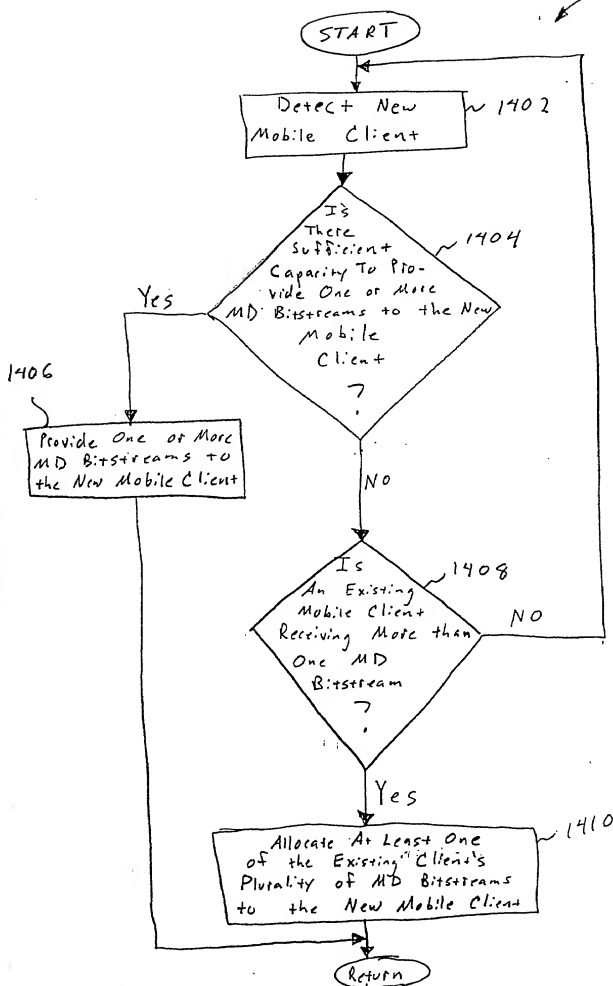 START
Detect New
Mobile Client
1402
Is
There
Sufficient
Capacity To Pro-
vide One or More
MD Bitstreams to the New
Mobile
Client
?
1404
Yes
1406
Provide One or More
MD Bitstreams to
the New Mobile Client
NO
Is
An Existing
Mobile Client
Receiving More than
One MD
Bitstream
?
1408
NO
Yes
Allocate At Least One
of the Existing Client's
Plurality of MD Bitstreams
to the New Mobile Client
1410
Return